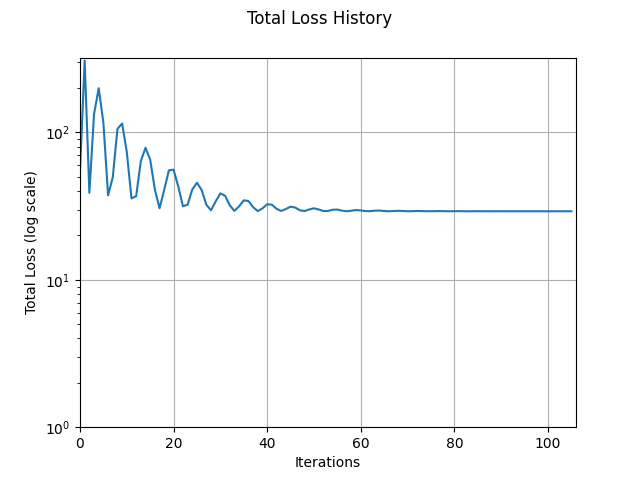 Total Loss History
Total Loss (log scale)
10²
10¹
10⁰
0 20 40 60 80 100
Iterations